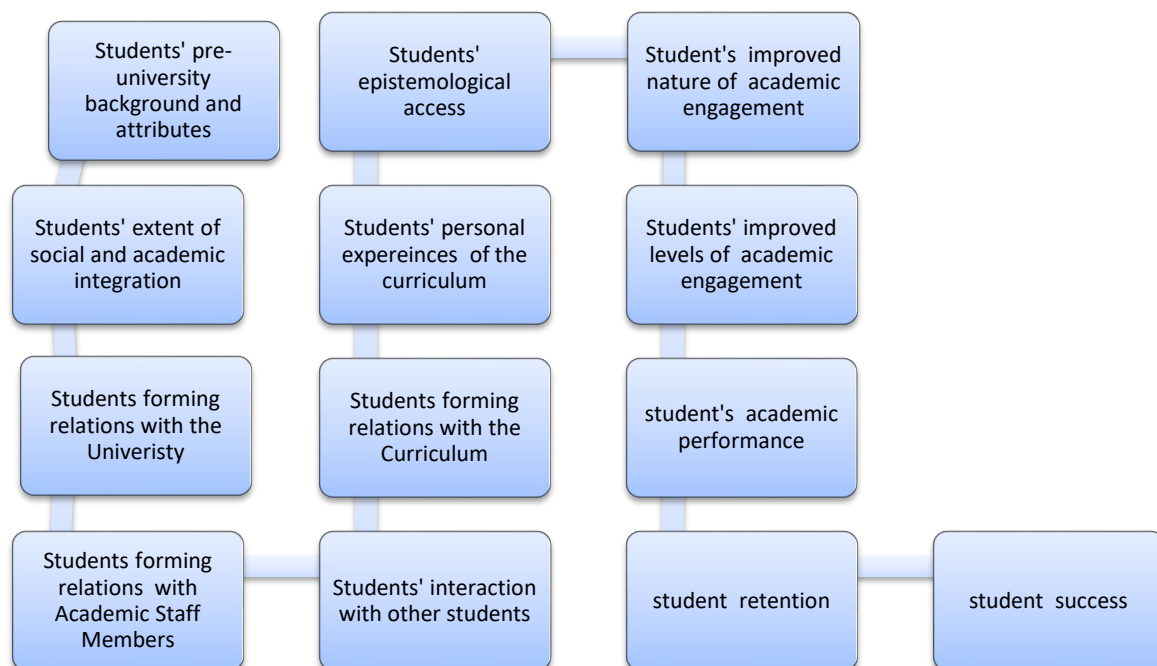 Students' pre-
university
background and
attributes
Students' extent of
social and academic
integration
Students forming
relations with the
Univeristy
Students forming
relations with
Academic Staff
Members
Students' interaction
with other students
Students forming
relations with the
Curriculum
Students' personal
expereinces of the
curriculum
Students'
epistemological
access
Student's improved
nature of academic
engagement
Students' improved
levels of academic
engagement
student's academic
performance
student retention
student success